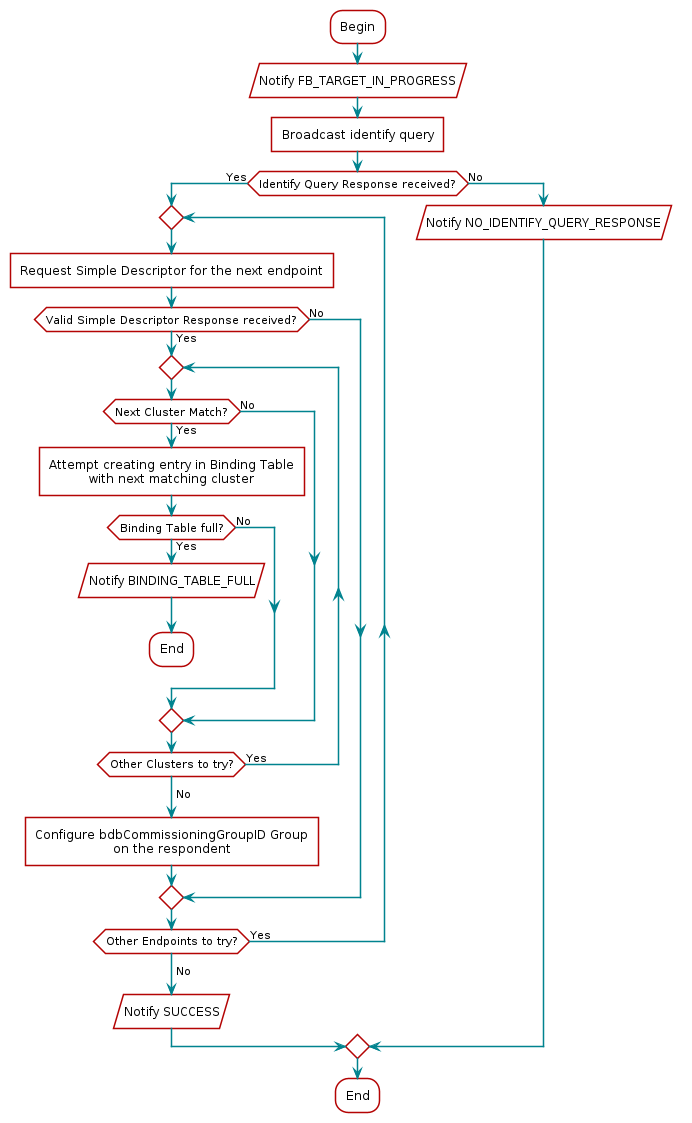 Begin
Notify FB_TARGET_IN_PROGRESS
Broadcast identify query
Yes
Identify Query Response received?
No
Notify NO_IDENTIFY_QUERY_RESPONSE
Request Simple Descriptor for the next endpoint
Valid Simple Descriptor Response received?
No
Yes
Next Cluster Match?
No
Yes
Attempt creating entry in Binding Table
with next matching cluster
Binding Table full?
No
Yes
Notify BINDING_TABLE_FULL
End
Other Clusters to try?
Yes
No
Configure bdbCommissioningGroupID Group
on the respondent
Other Endpoints to try?
Yes
No
Notify SUCCESS
End